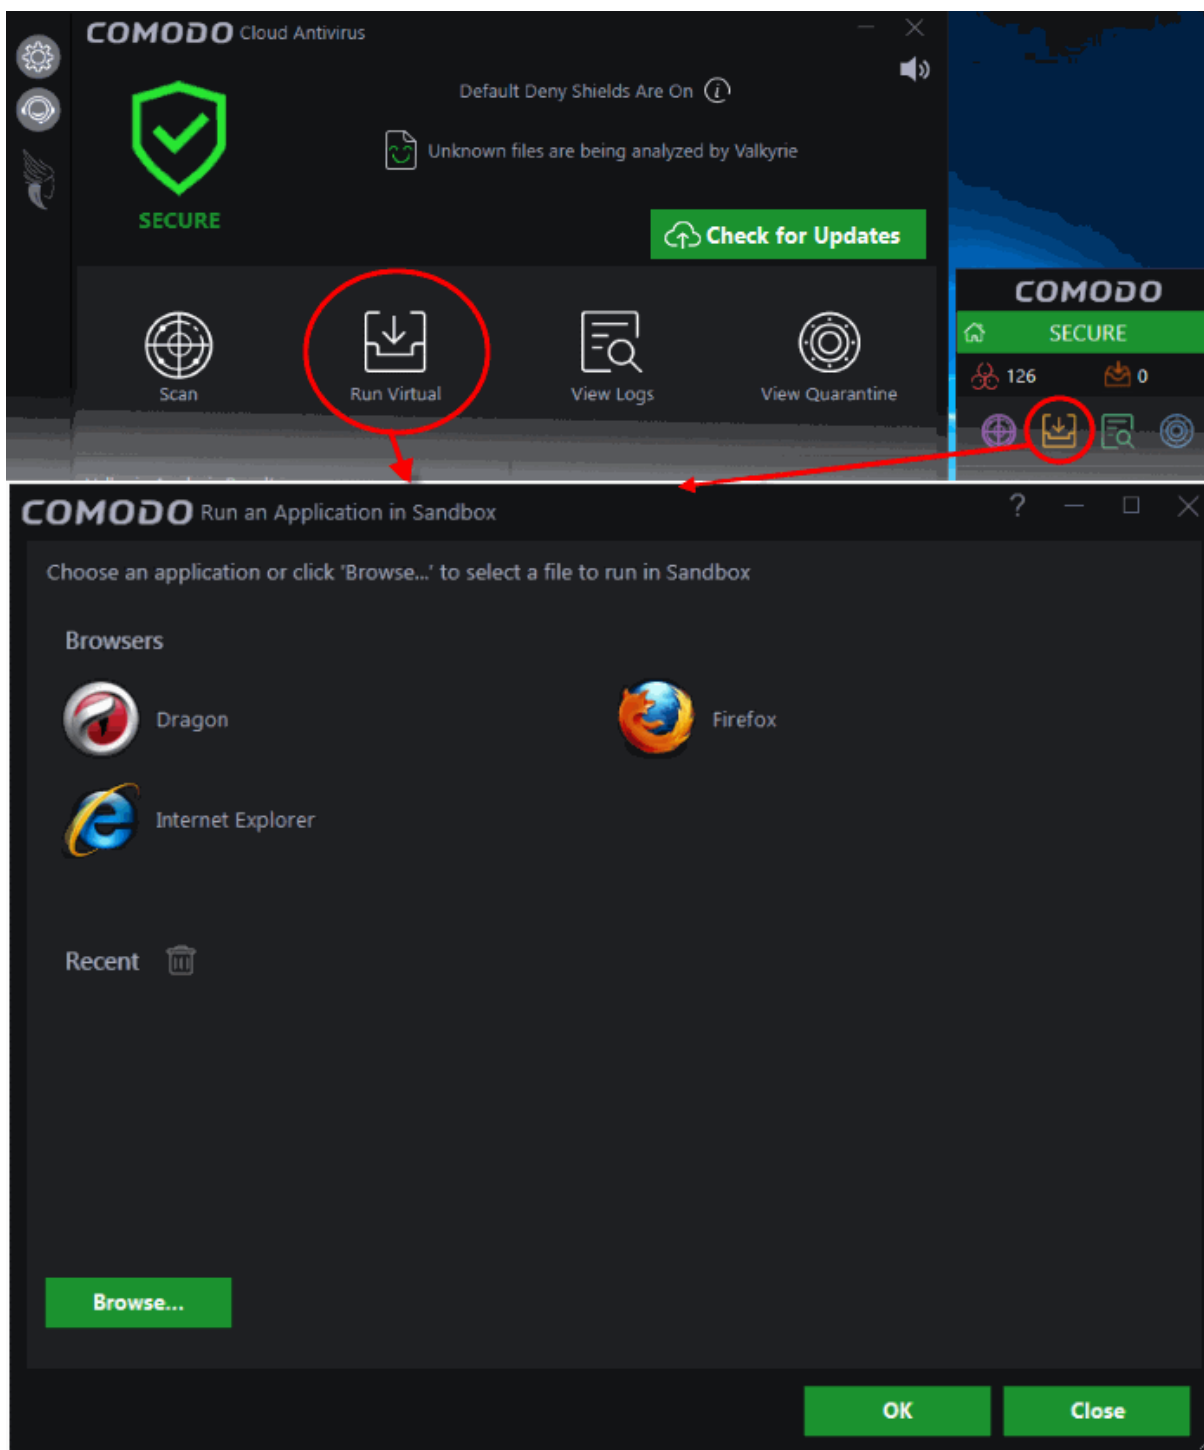 COMODO Cloud Antivirus
Default Deny Shields Are On
Unknown files are being analyzed by Valkyrie
SECURE
Check for Updates
Scan
Run Virtual
View Logs
View Quarantine
COMODO
SECURE
126
0
COMODO Run an Application in Sandbox
?
Choose an application or click 'Browse...' to select a file to run in Sandbox
Browsers
Dragon
Firefox
Internet Explorer
Recent
Browse...
OK
Close